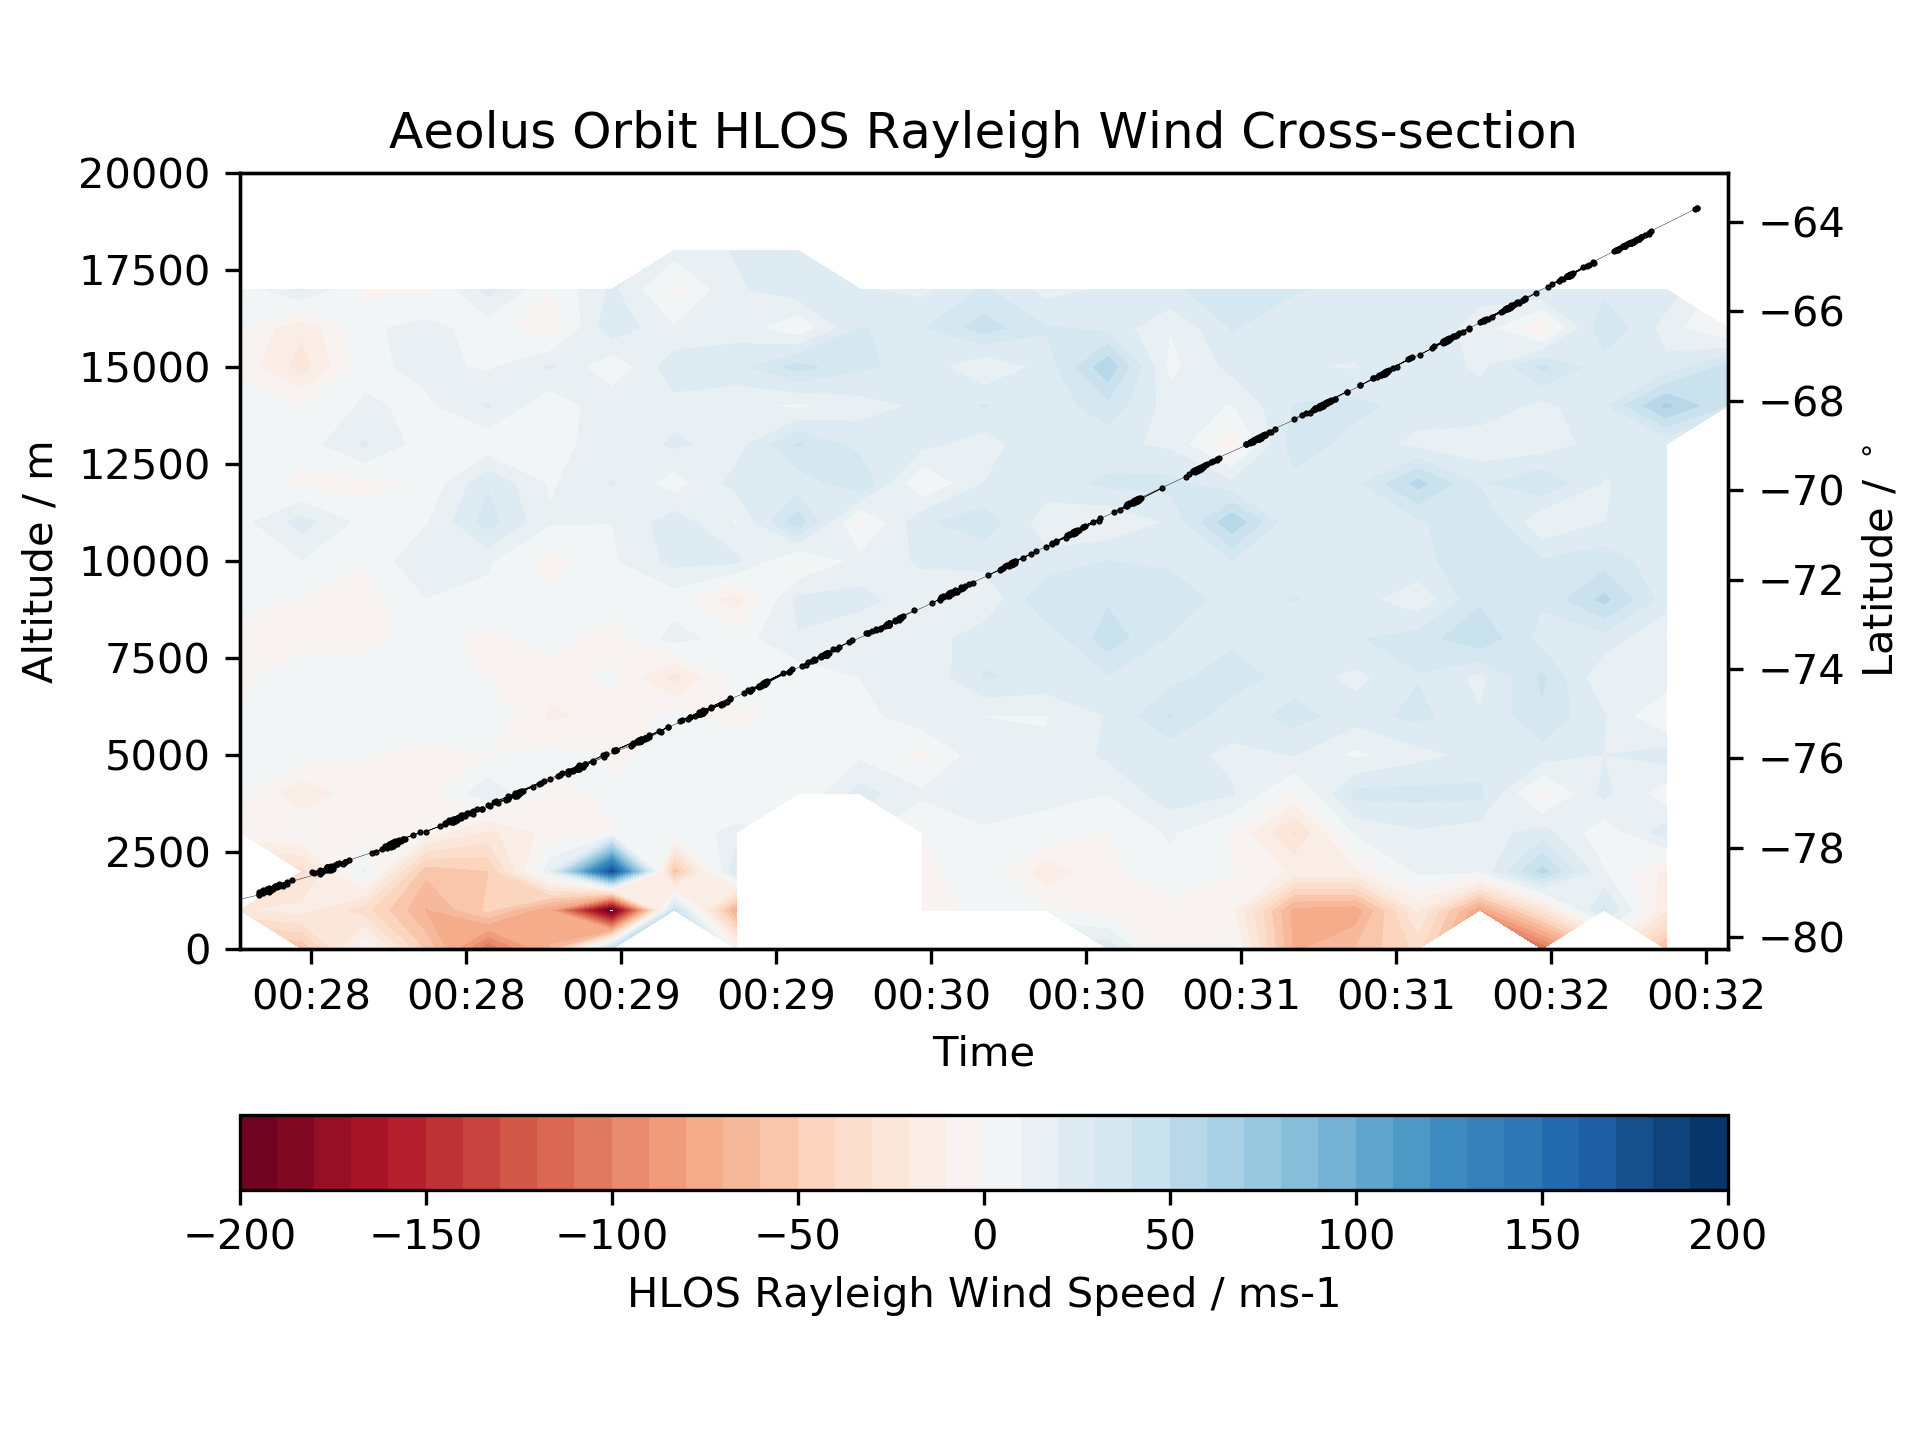 Aeolus Orbit HLOS Rayleigh Wind Cross-section
20000
17500
15000
12500
10000
7500
5000
2500
0
Altitude / m
−64
−66
−68
−70
−72
−74
−76
−78
−80
Latitude / °
00:28 00:28 00:29 00:29 00:30 00:30 00:31 00:31 00:32 00:32
Time
−200 −150 −100 −50 0 50 100 150 200
HLOS Rayleigh Wind Speed / ms-1